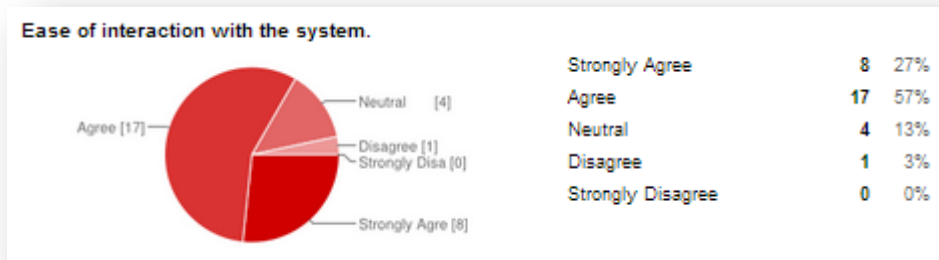 Ease of interaction with the system.
Agree [17]
Neutral [4]
Disagree [1]
Strongly Disa [0]
Strongly Agre [8]
Strongly Agree 8 27%
Agree 17 57%
Neutral 4 13%
Disagree 1 3%
Strongly Disagree 0 0%